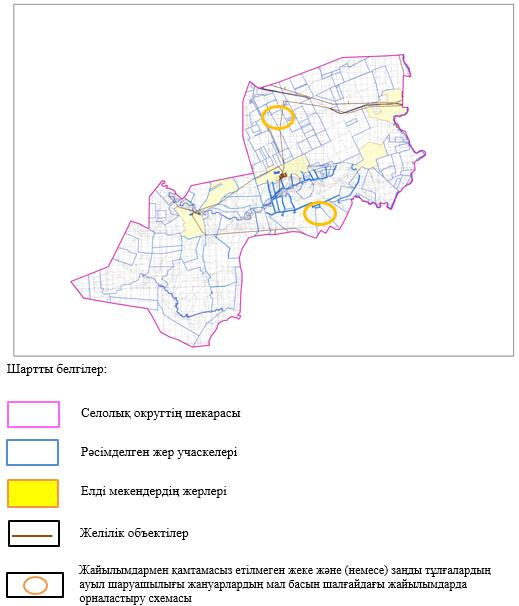 Шартты белгілер:
Селолық округтің шекарасы
Рәсімделген жер учаскелері
Елді мекендердің жерлері
Желілік объектілер
Жайылымдармен қамтамасыз етілмеген жеке және (немесе) заңды тұлғалардың
ауыл шаруашылығы жануарлардың мал басын шалғайдағы жайылымдарда
орналастыру схемасы